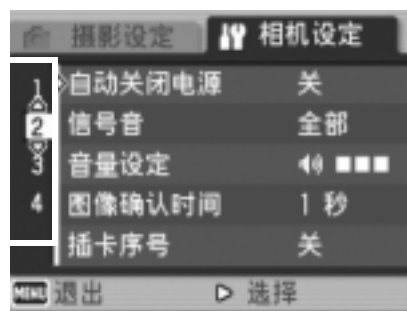 摄影设定 相机设定
1 自动关闭电源 关
2 信号音 全部
3 音量设定
4 图像确认时间 1 秒
插卡序号 关
MENU 退出 选择